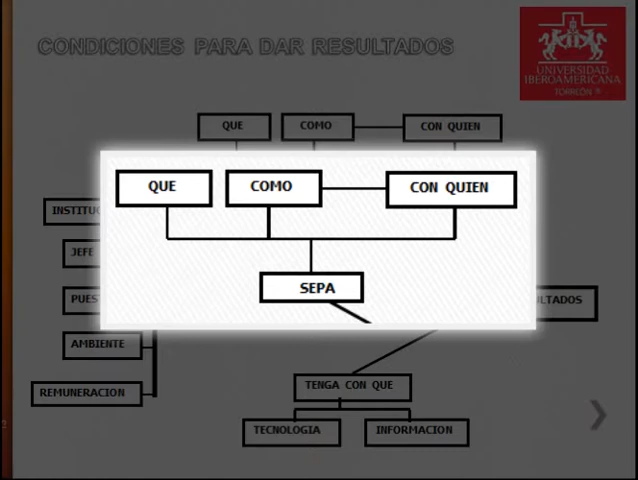 CONDICIONES PARA DAR RESULTADOS
UNIVERSIDAD
IBEROAMERICANA
TORREÓN ®
QUE
COMO
CON QUIEN
QUE
COMO
CON QUIEN
SEPA
JEFE
AMBIENTE
REMUNERACION
TENGA CON QUE
TECNOLOGIA
INFORMACION